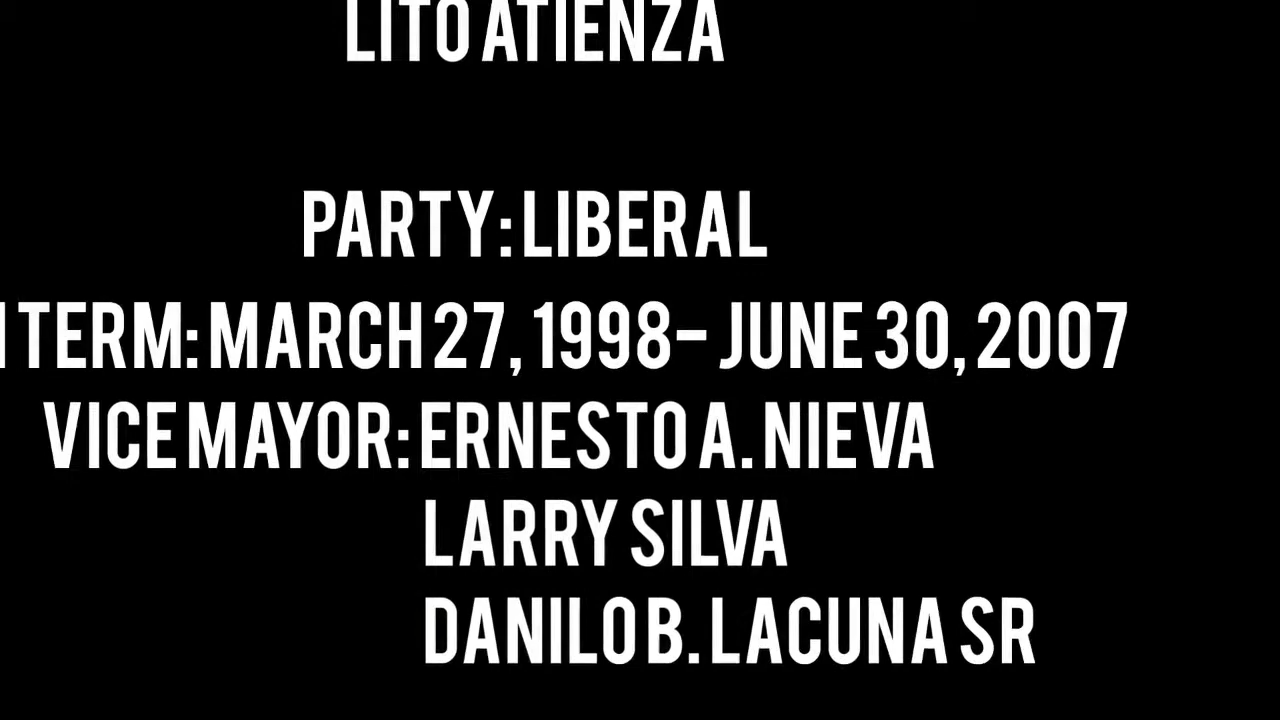 LITO ATIENZA
PARTY: LIBERAL
TERM: MARCH 27, 1998- JUNE 30, 2007
VICE MAYOR: ERNESTO A. NIEVA
LARRY SILVA
DANILO B. LACUNA SR